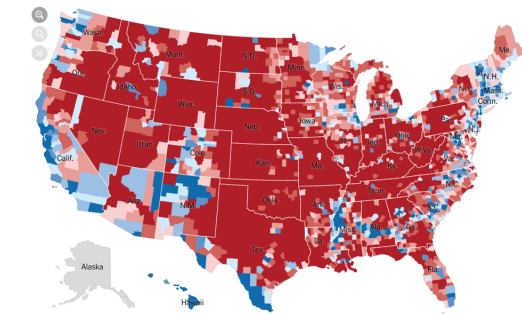 Wash.
Mont.
N.D.
Minn.
Me.
Ore.
Idaho
S.D.
Wis.
Mich.
N.Y.
N.H.
Mass.
Conn.
Wyo.
Iowa
Neb.
Pa.
N.J.
Nev.
Utah
Colo.
Ill.
Ind.
Ohio
Md.
W.Va.
Va.
Calif.
Kan.
Mo.
Ky.
Ariz.
N.M.
Okla.
Ark.
Tenn.
N.C.
S.C.
Tex.
La.
Miss.
Ala.
Ga.
Fla.
Alaska
Hawaii